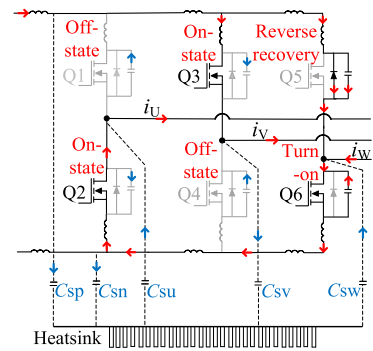 Off-
state
On-
state
Reverse
recovery
Q1
Q3
Q5
iU
iV
iW
On-
state
Off-
state
Turn
-on
Q2
Q4
Q6
Csp
Csn
Csu
Csv
Csw
Heatsink